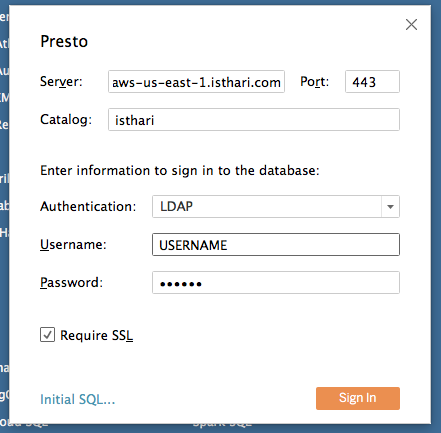 Presto
Server: aws-us-east-1.isthari.com Port: 443
Catalog: isthari
Enter information to sign in to the database:
Authentication: LDAP
Username: USERNAME
Password: ••••••
Require SSL
Initial SQL... Sign In